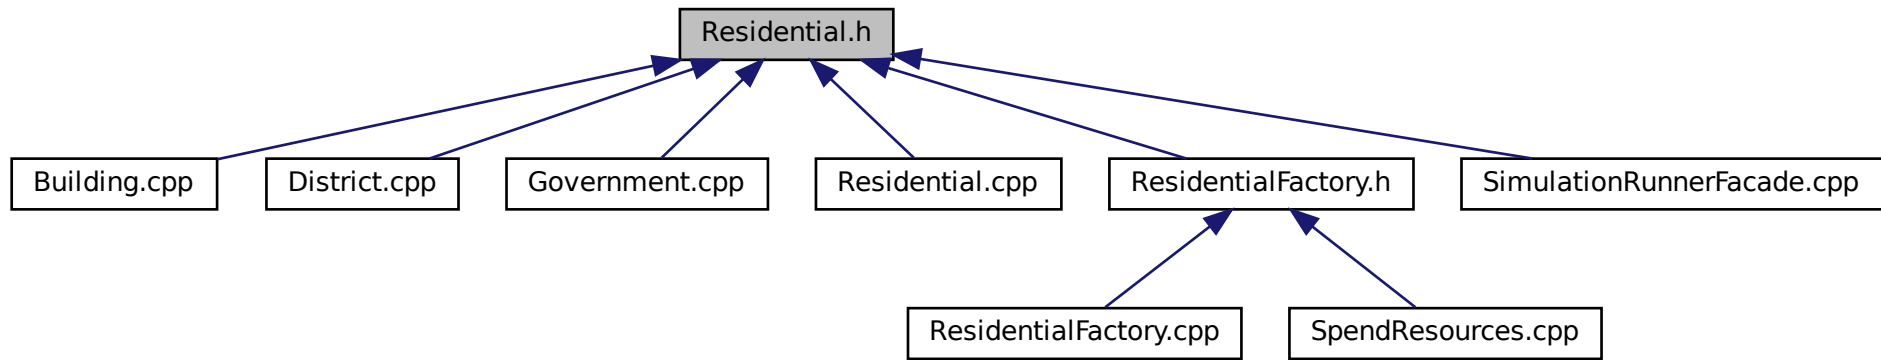 Residential.h
Building.cpp
District.cpp
Government.cpp
Residential.cpp
ResidentialFactory.h
SimulationRunnerFacade.cpp
ResidentialFactory.cpp
SpendResources.cpp